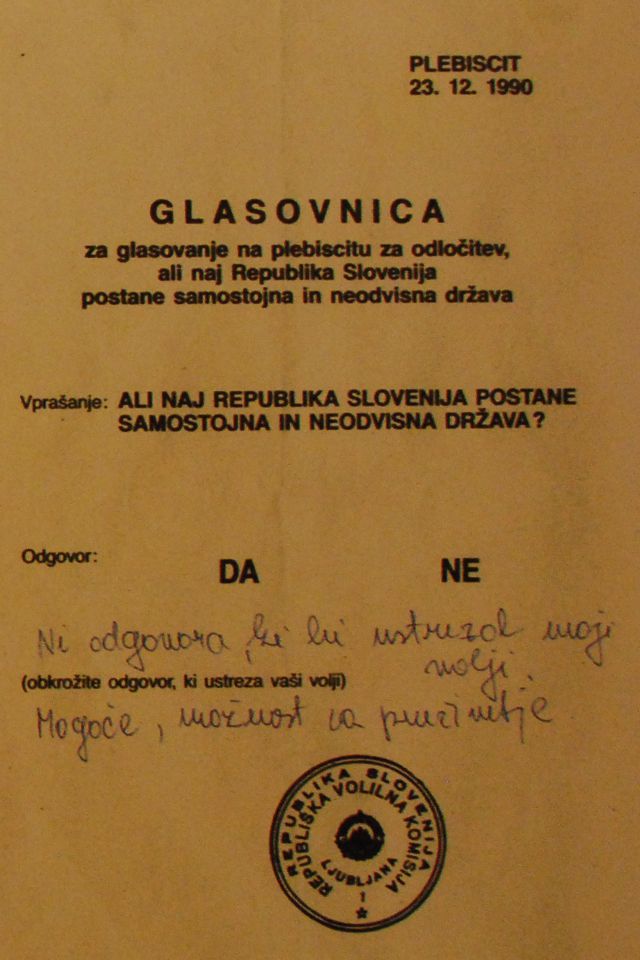 PLEBISCIT
23. 12. 1990
GLASOVNICA
za glasovanje na plebiscitu za odločitev,
ali naj Republika Slovenija
postane samostojna in neodvisna država
Vprašanje: ALI NAJ REPUBLIKA SLOVENIJA POSTANE
SAMOSTOJNA IN NEODVISNA DRŽAVA?
Odgovor:
DA NE
Ni odgovora, ki bi ustrezal moji
volji.
(obkrožite odgovor, ki ustreza vaši volji)
Mogoče, možnost za
REPUBLIKA SLOVENIJA
REPUBLIŠKA VOLILNA KOMISIJA
LJUBLJANA
1